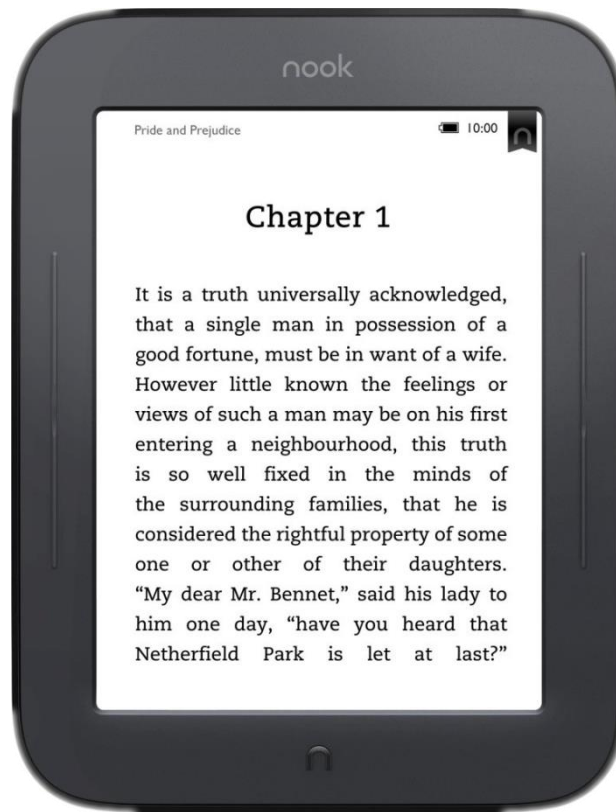 nook
Pride and Prejudice 10:00
Chapter 1
It is a truth universally acknowledged,
that a single man in possession of a
good fortune, must be in want of a wife.
However little known the feelings or
views of such a man may be on his first
entering a neighbourhood, this truth
is so well fixed in the minds of
the surrounding families, that he is
considered the rightful property of some
one or other of their daughters.
“My dear Mr. Bennet,” said his lady to
him one day, “have you heard that
Netherfield Park is let at last?”